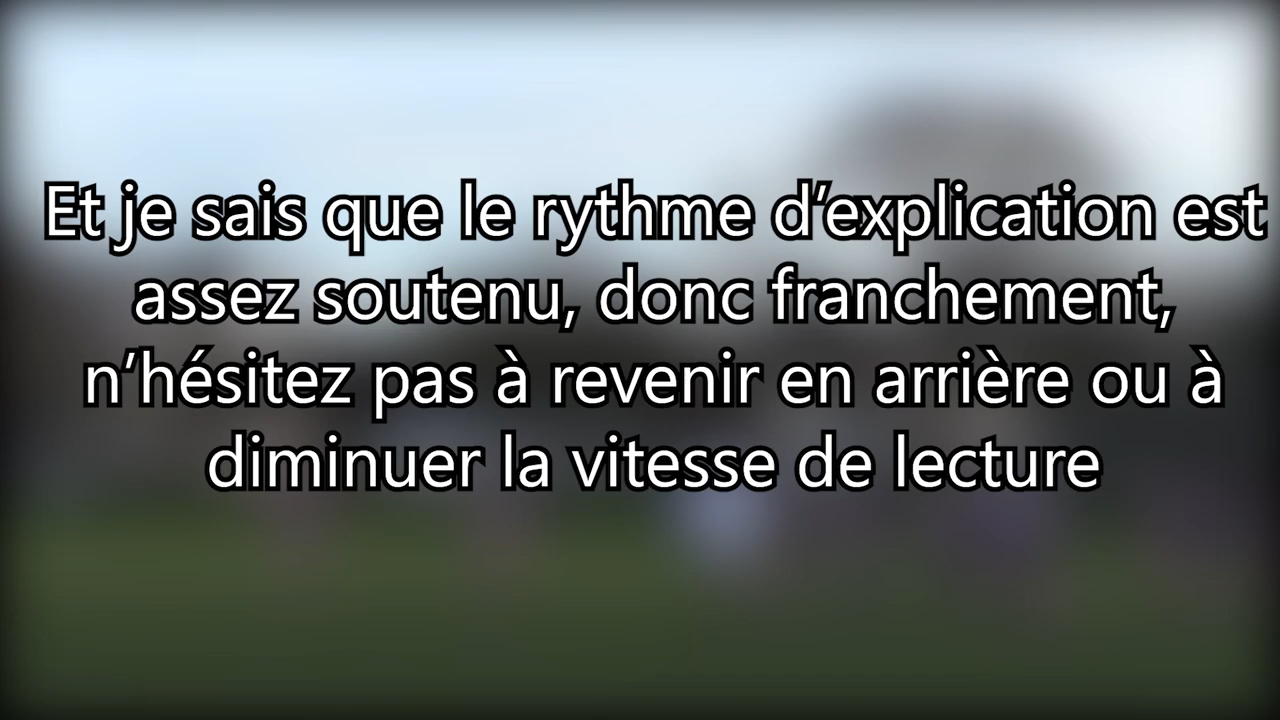 Et je sais que le rythme d’explication est
assez soutenu, donc franchement,
n’hésitez pas à revenir en arrière ou à
diminuer la vitesse de lecture